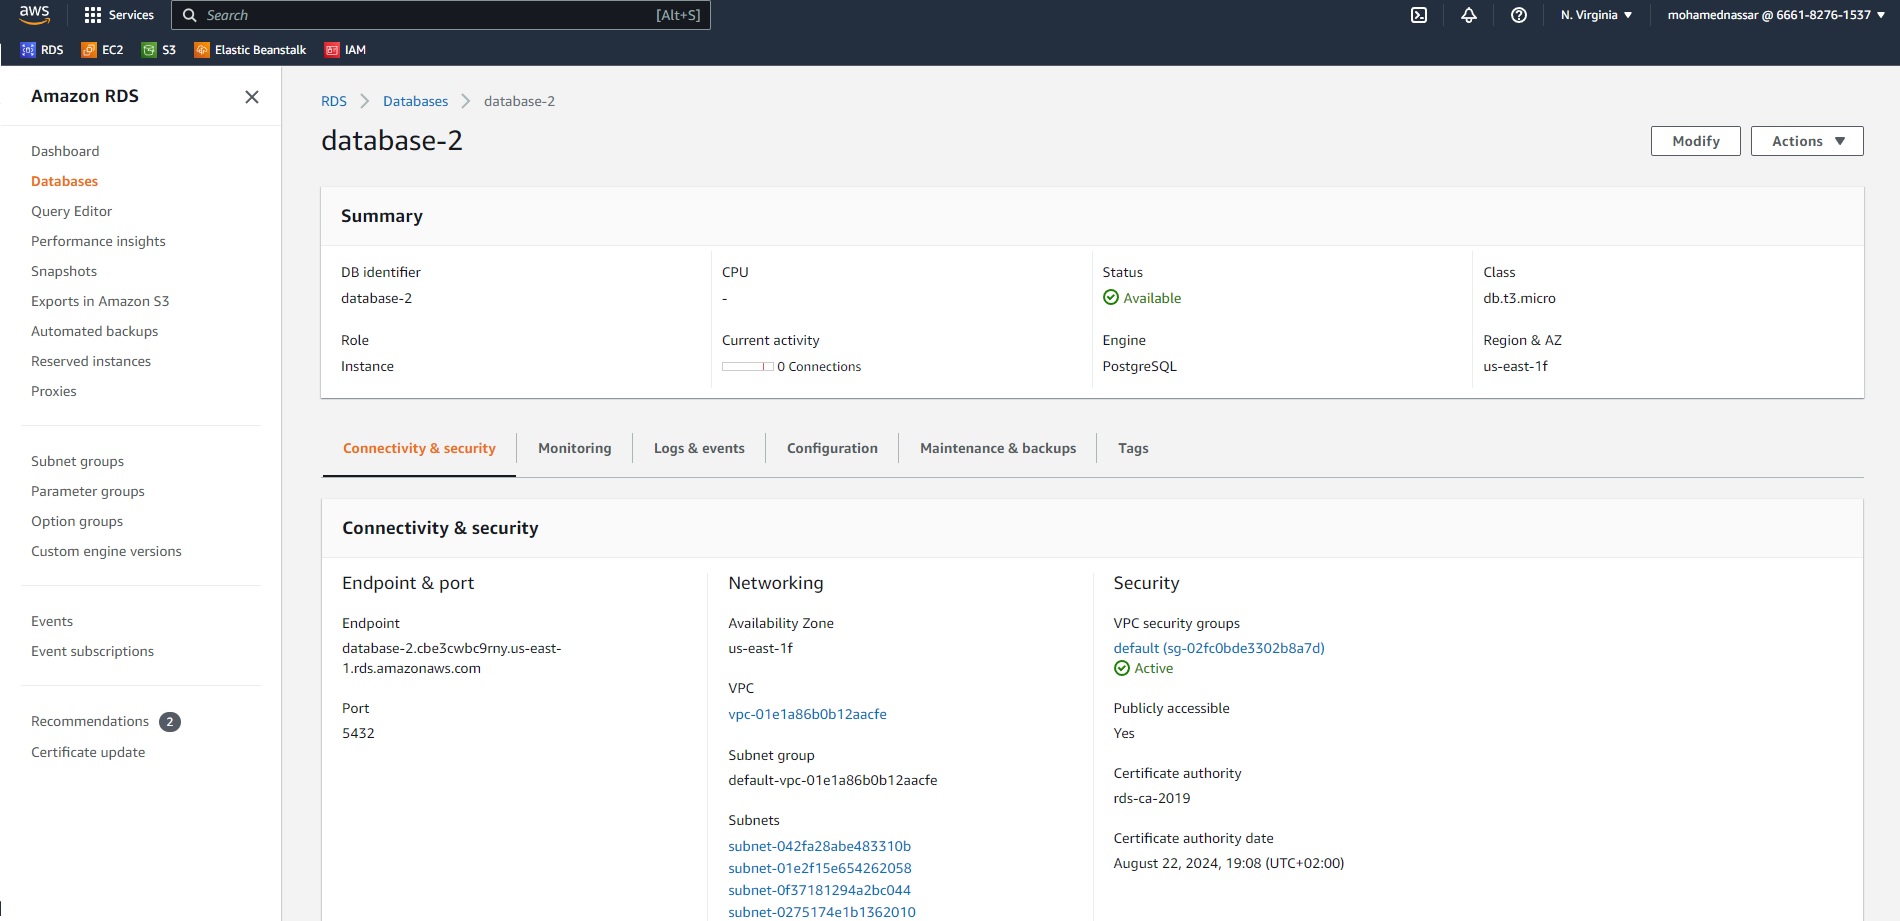 aws
Services
Search [Alt+S]
N. Virginia
mohamednassar @ 6661-8276-1537
RDS
EC2
S3
Elastic Beanstalk
IAM
Amazon RDS
Dashboard
Databases
Query Editor
Performance insights
Snapshots
Exports in Amazon S3
Automated backups
Reserved instances
Proxies
Subnet groups
Parameter groups
Option groups
Custom engine versions
Events
Event subscriptions
Recommendations 2
Certificate update
RDS
Databases
database-2
database-2
Modify
Actions
Summary
DB identifier
database-2
Role
Instance
CPU
-
Current activity
0 Connections
Status
Available
Engine
PostgreSQL
Class
db.t3.micro
Region & AZ
us-east-1f
Connectivity & security
Monitoring
Logs & events
Configuration
Maintenance & backups
Tags
Connectivity & security
Endpoint & port
Endpoint
database-2.cbe3cwbc9rny.us-east-
1.rds.amazonaws.com
Port
5432
Networking
Availability Zone
us-east-1f
VPC
vpc-01e1a86b0b12aacfe
Subnet group
default-vpc-01e1a86b0b12aacfe
Subnets
subnet-042fa28abe483310b
subnet-01e2f15e654262058
subnet-0f37181294a2bc044
subnet-0275174e1b1362010
Security
VPC security groups
default (sg-02fc0bde3302b8a7d)
Active
Publicly accessible
Yes
Certificate authority
rds-ca-2019
Certificate authority date
August 22, 2024, 19:08 (UTC+02:00)